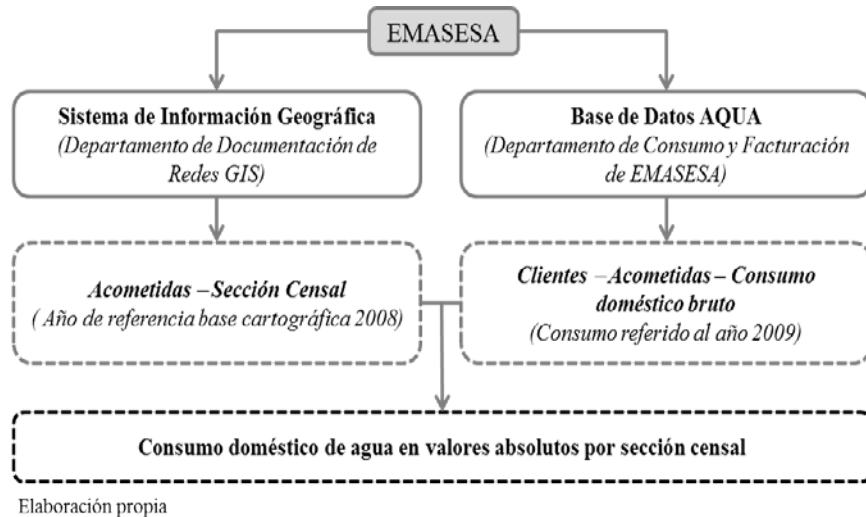 EMASESA
Sistema de Información Geográfica
(Departamento de Documentación de
Redes GIS)
Base de Datos AQUA
(Departamento de Consumo y Facturación
de EMASESA)
Acometidas – Sección Censal
( Año de referencia base cartográfica 2008)
Clientes – Acometidas – Consumo
doméstico bruto
(Consumo referido al año 2009)
Consumo doméstico de agua en valores absolutos por sección censal
Elaboración propia